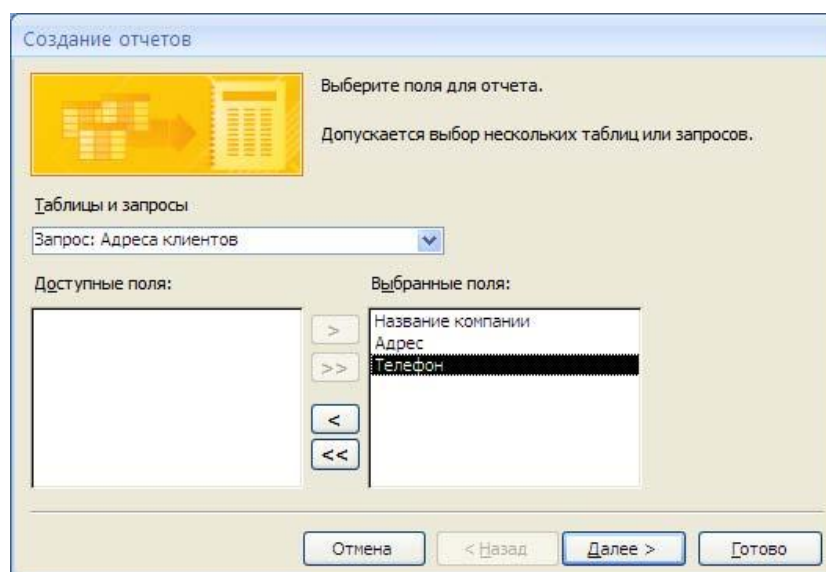 Создание отчетов
Выберите поля для отчета.
Допускается выбор нескольких таблиц или запросов.
Таблицы и запросы
Запрос: Адреса клиентов
Доступные поля:
Выбранные поля:
>
>>
<
<<
Название компании
Адрес
Телефон
Отмена
< Назад
Далее >
Готово